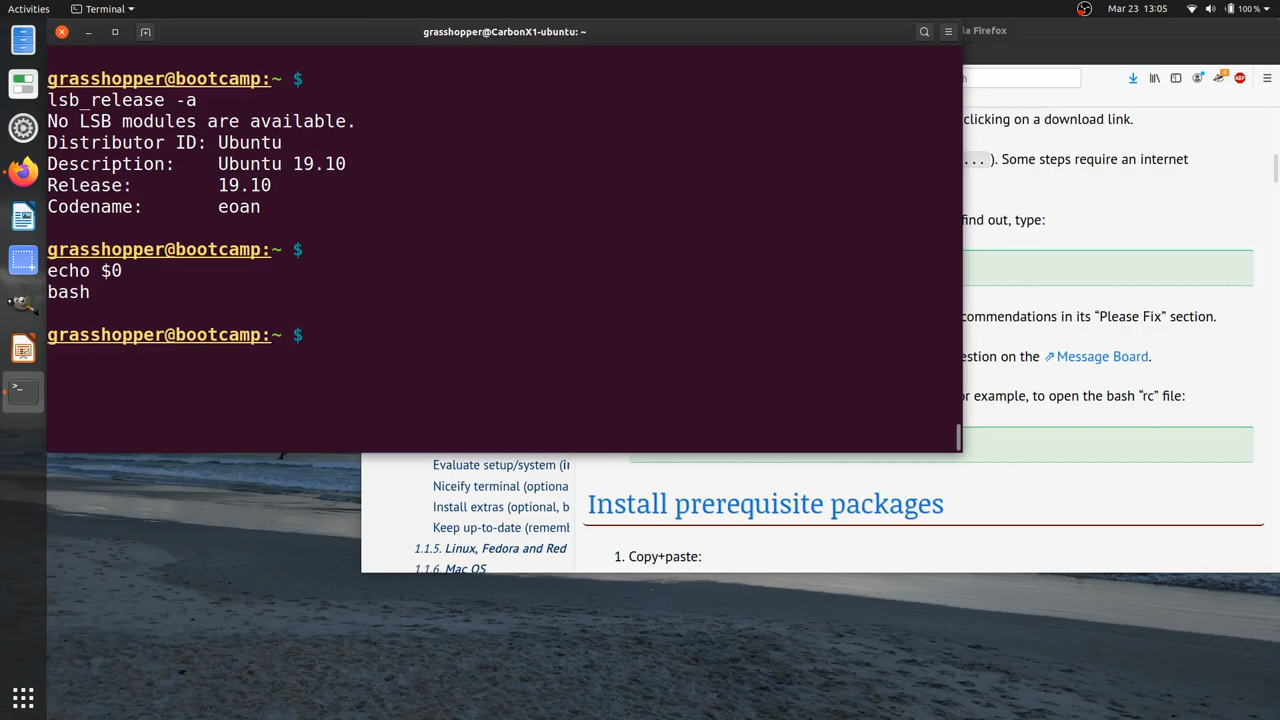 Activities
Terminal
Mar 23 13:05
100 %
grasshopper@CarbonX1-ubuntu: ~
a Firefox
grasshopper@bootcamp:~ $
lsb_release -a
No LSB modules are available.
Distributor ID: Ubuntu
Description: Ubuntu 19.10
Release: 19.10
Codename: eoan
grasshopper@bootcamp:~ $
echo $0
bash
grasshopper@bootcamp:~ $
h
4
ABP
clicking on a download link.
...). Some steps require an internet
find out, type:
commendations in its “Please Fix” section.
estion on the ⇗Message Board.
or example, to open the bash “rc” file:
Evaluate setup/system (i
Niceify terminal (optiona
Install extras (optional, b
Keep up-to-date (rememb
1.1.5. Linux, Fedora and Red
1.1.6. Mac OS
Install prerequisite packages
1. Copy+paste:
>_